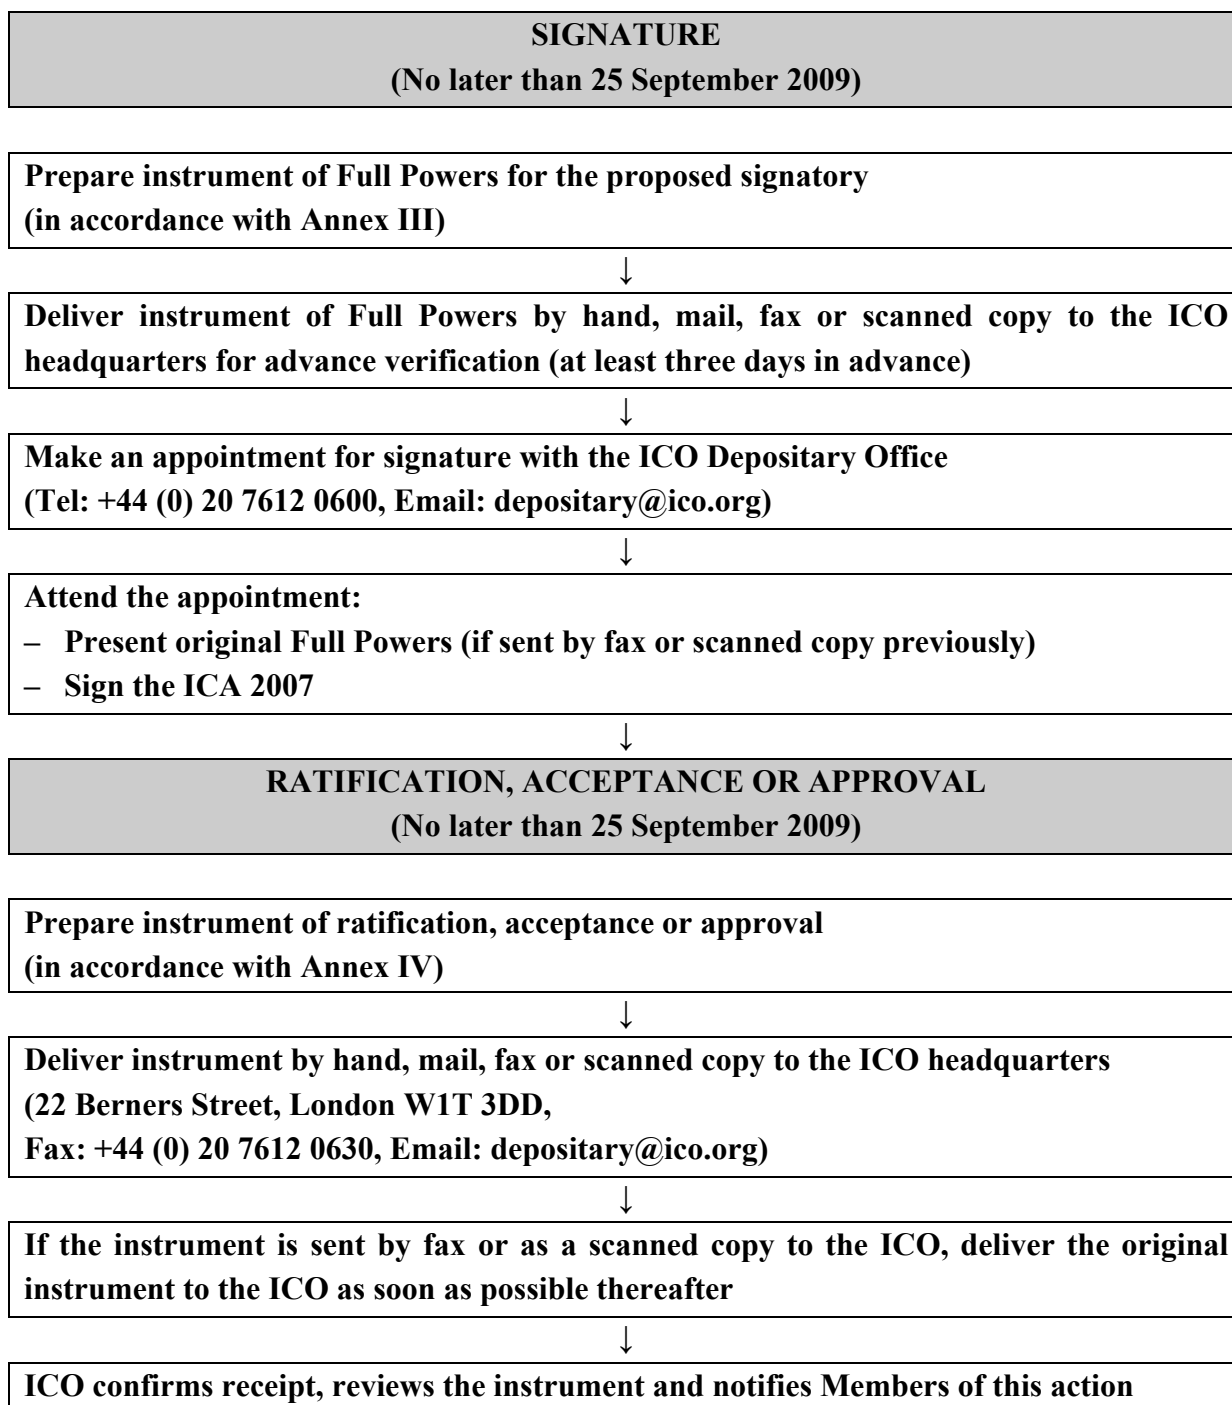 SIGNATURE
(No later than 25 September 2009)
Prepare instrument of Full Powers for the proposed signatory
(in accordance with Annex III)
↓
Deliver instrument of Full Powers by hand, mail, fax or scanned copy to the ICO
headquarters for advance verification (at least three days in advance)
↓
Make an appointment for signature with the ICO Depositary Office
(Tel: +44 (0) 20 7612 0600, Email: depositary@ico.org)
↓
Attend the appointment:
– Present original Full Powers (if sent by fax or scanned copy previously)
– Sign the ICA 2007
↓
RATIFICATION, ACCEPTANCE OR APPROVAL
(No later than 25 September 2009)
Prepare instrument of ratification, acceptance or approval
(in accordance with Annex IV)
↓
Deliver instrument by hand, mail, fax or scanned copy to the ICO headquarters
(22 Berners Street, London W1T 3DD,
Fax: +44 (0) 20 7612 0630, Email: depositary@ico.org)
↓
If the instrument is sent by fax or as a scanned copy to the ICO, deliver the original
instrument to the ICO as soon as possible thereafter
↓
ICO confirms receipt, reviews the instrument and notifies Members of this action